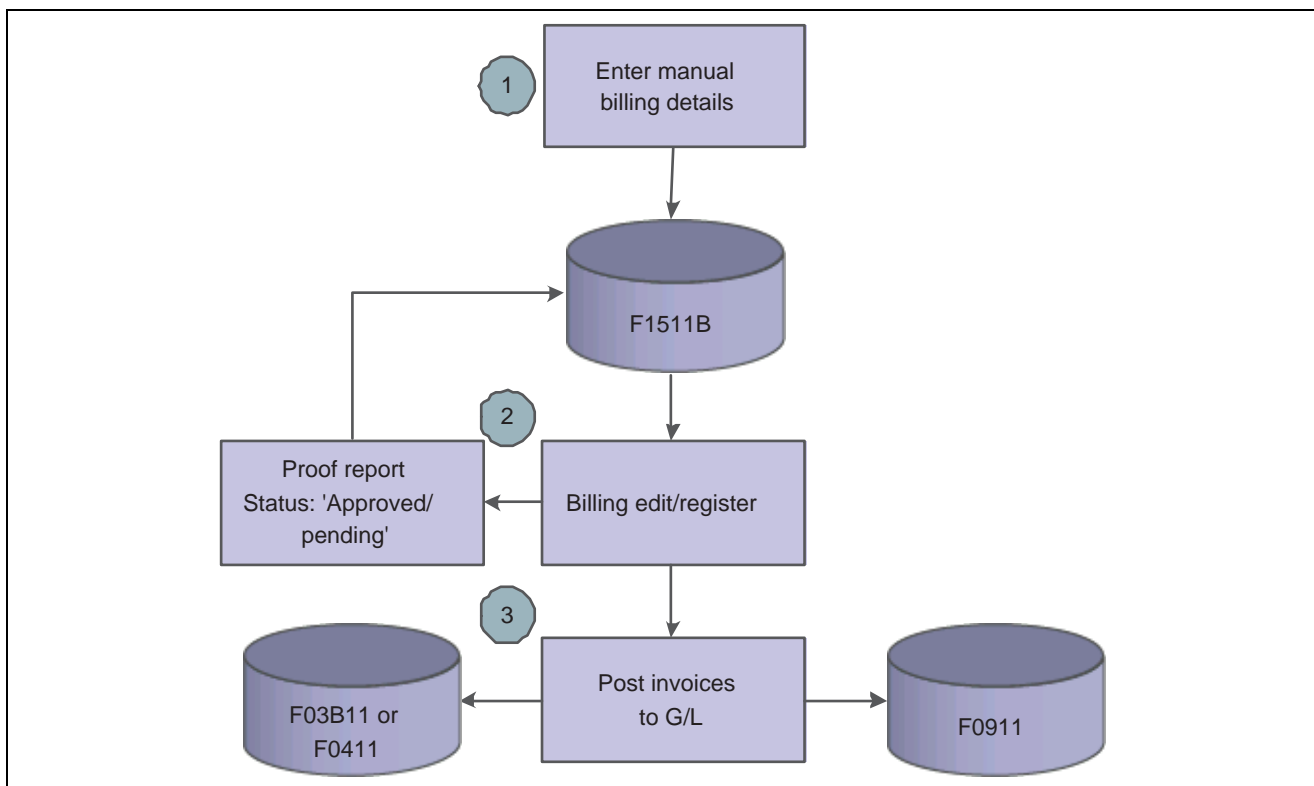 1
Enter manual
billing details
F1511B
2
Proof report
Status: 'Approved/
pending'
Billing edit/register
3
Post invoices
to G/L
F03B11 or
F0411
F0911